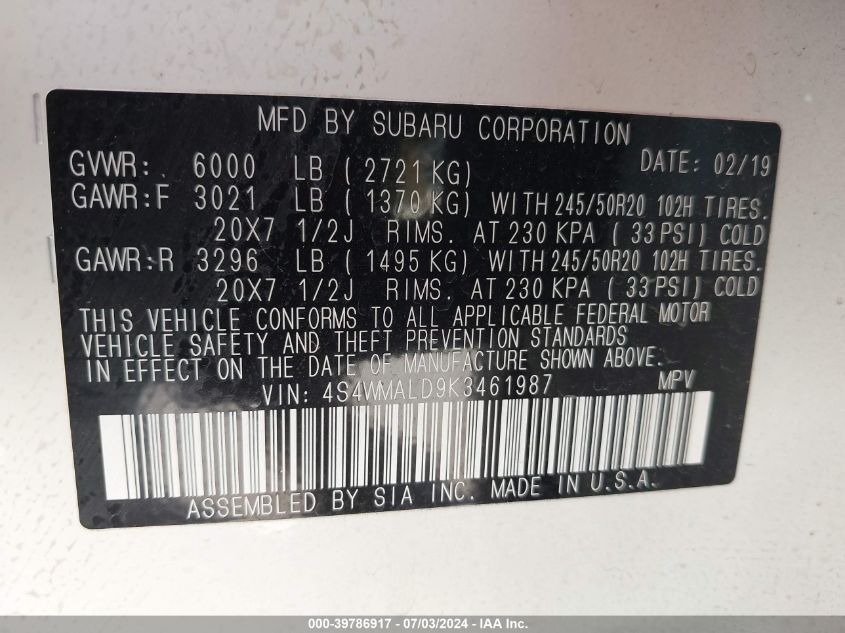 MFD BY SUBARU CORPORATION
GVWR: 6000 LB ( 2721 KG) DATE: 02/19
GAWR:F 3021 LB ( 1370 KG) WITH 245/50R20 102H TIRES.
20X7 1/2J RIMS. AT 230 KPA ( 33 PSI) COLD
GAWR:R 3296 LB ( 1495 KG) WITH 245/50R20 102H TIRES.
20X7 1/2J RIMS. AT 230 KPA ( 33 PSI) COLD
THIS VEHICLE CONFORMS TO ALL APPLICABLE FEDERAL MOTOR
VEHICLE SAFETY AND THEFT PREVENTION STANDARDS
IN EFFECT ON THE DATE OF MANUFACTURE SHOWN ABOVE.
VIN: 4S4WMALD9K3461987 MPV
ASSEMBLED BY SIA INC. MADE IN U.S.A.
000-39786917 - 07/03/2024 - IAA Inc.